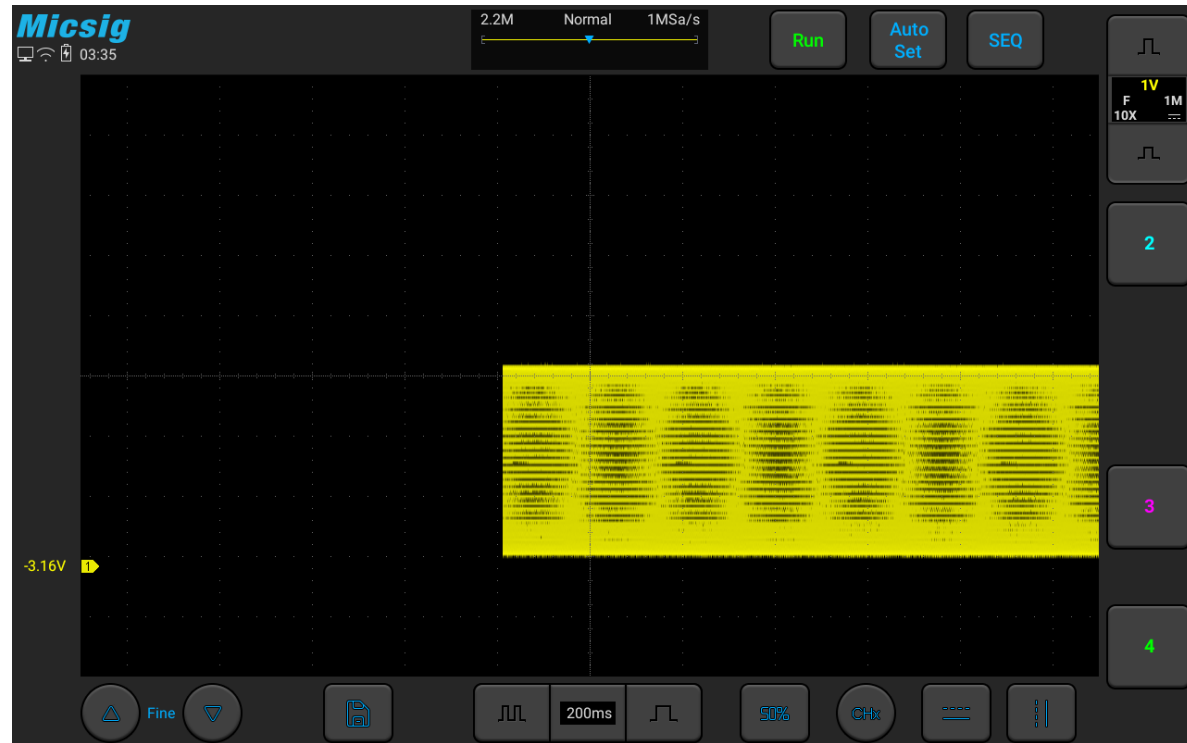 Micsig
03:35
2.2M Normal 1MSa/s
Run
Auto
Set
SEQ
1V
F 1M
10X
2
3
4
-3.16V 1
Fine
200ms
50%
CHx